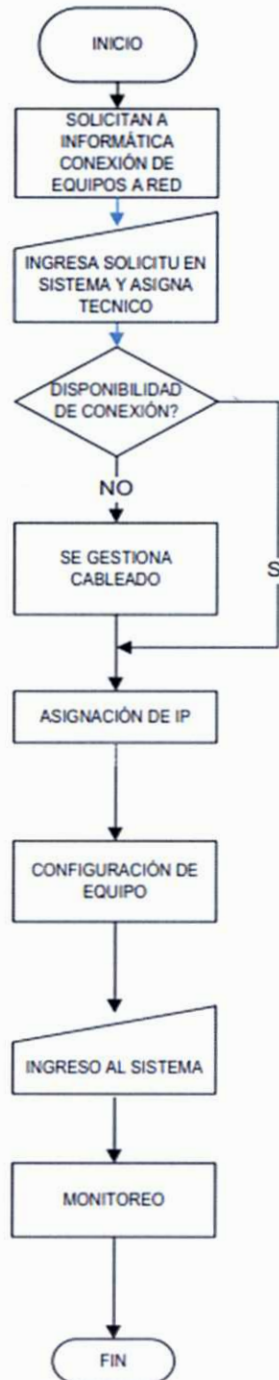 INICIO
SOLICITAN A
INFORMÁTICA
CONEXIÓN DE
EQUIPOS A RED
INGRESA SOLICITU EN
SISTEMA Y ASIGNA
TECNICO
DISPONIBILIDAD
DE CONEXIÓN?
NO
S
SE GESTIONA
CABLEADO
ASIGNACIÓN DE IP
CONFIGURACIÓN DE
EQUIPO
INGRESO AL SISTEMA
MONITOREO
FIN